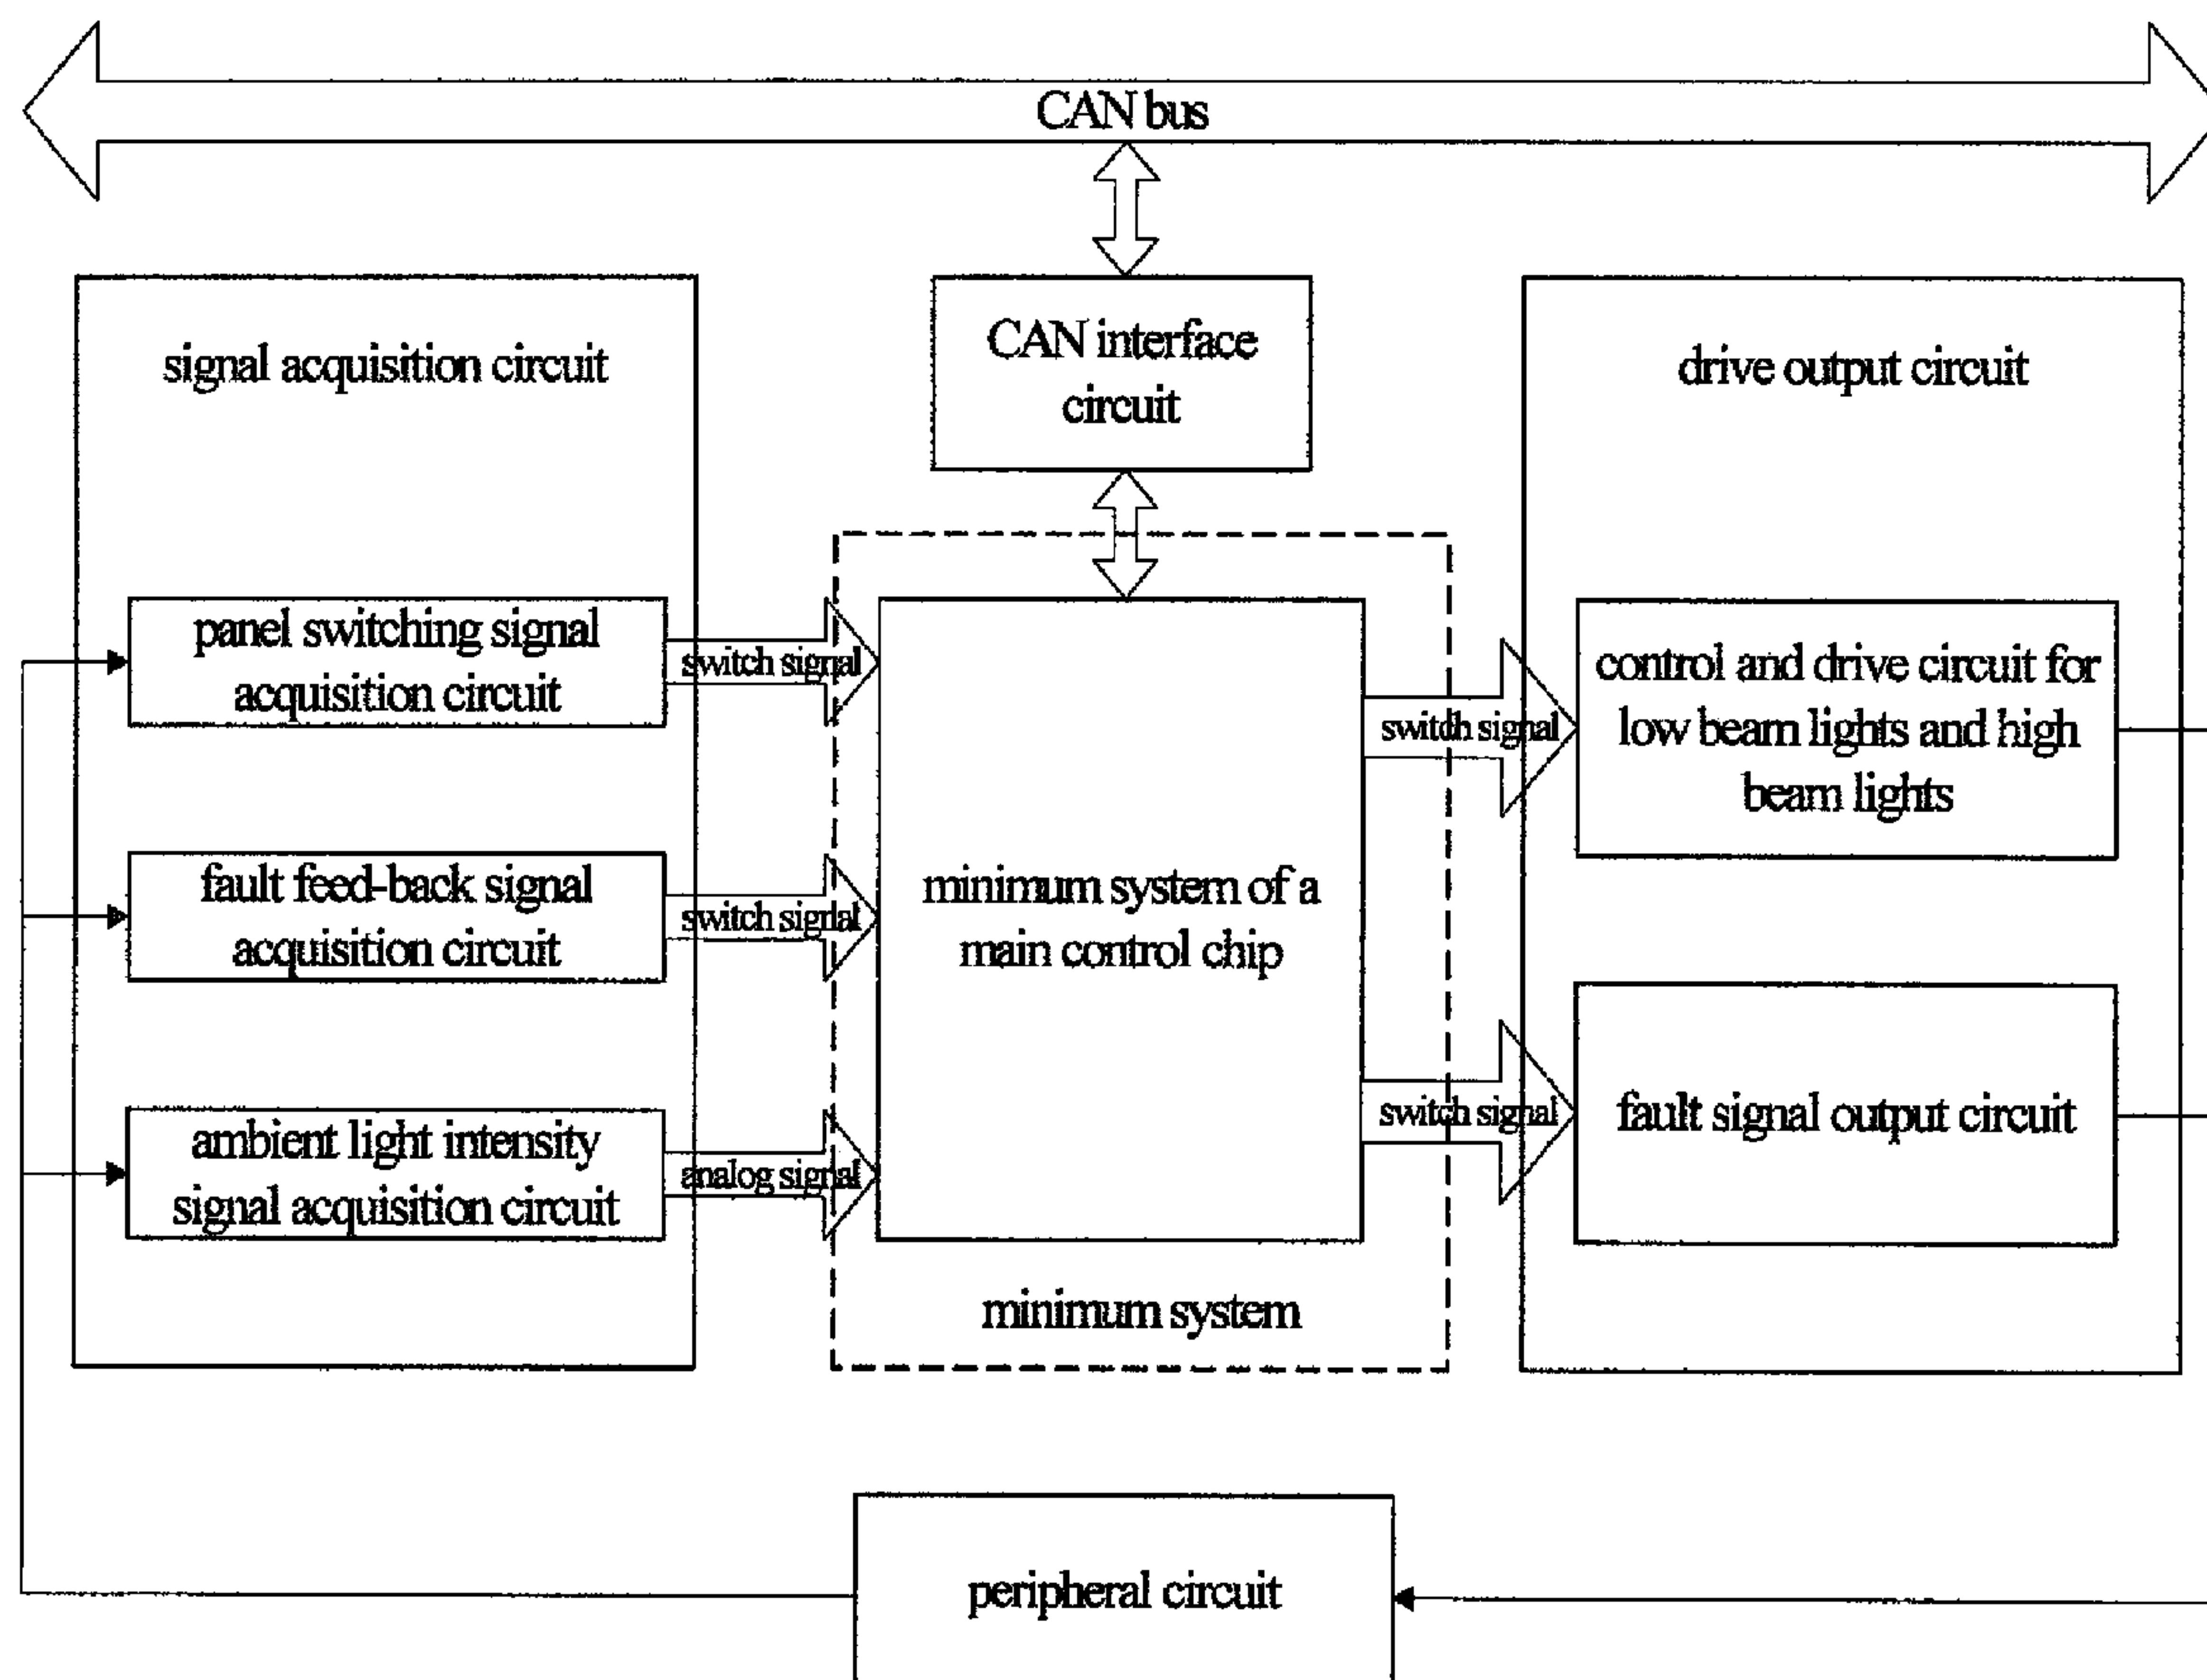 CAN bus
signal acquisition circuit
CAN interface
circuit
drive output circuit
panel switching signal
acquisition circuit
switch signal
fault feed-back signal
acquisition circuit
switch signal
ambient light intensity
signal acquisition circuit
analog signal
minimum system of a
main control chip
minimum system
switch signal
control and drive circuit for
low beam lights and high
beam lights
switch signal
fault signal output circuit
peripheral circuit